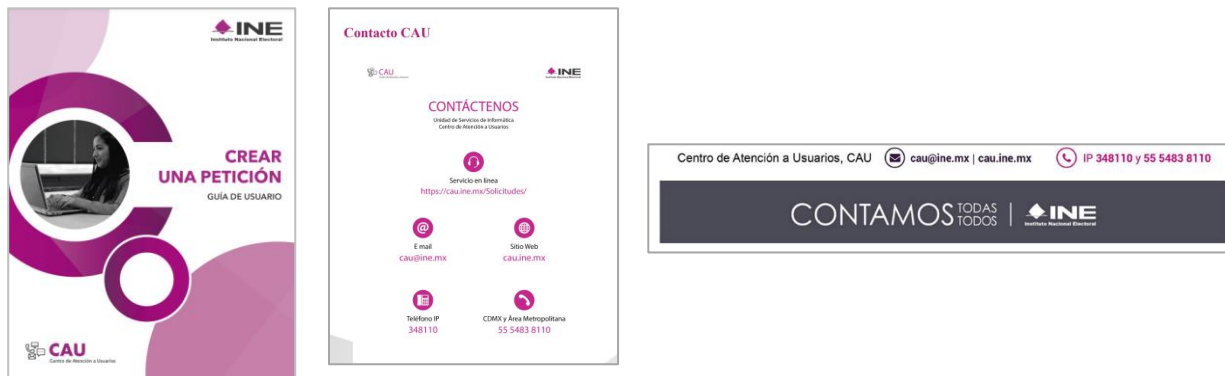 INE
Instituto Nacional Electoral
CREAR
UNA PETICIÓN
GUÍA DE USUARIO
CAU
Centro de Atención a Usuarios
Contacto CAU
CAU
INE
Instituto Nacional Electoral
CONTÁCTENOS
Unidad de Servicios de Informática
Centro de Atención a Usuarios
Servicio en línea
https://cau.ine.mx/Solicitudes/
E mail
cau@ine.mx
Sitio Web
cau.ine.mx
Teléfono IP
348110
CDMX y Área Metropolitana
55 5483 8110
Centro de Atención a Usuarios, CAU cau@ine.mx | cau.ine.mx IP 348110 y 55 5483 8110
CONTAMOS TODAS TODOS | INE
Instituto Nacional Electoral